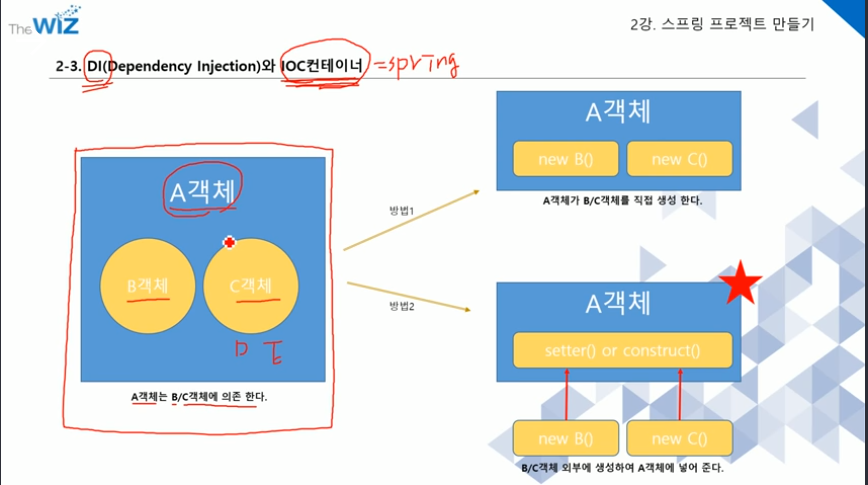 The WIZ
2강. 스프링 프로젝트 만들기
2-3. DI(Dependency Injection)와 IOC컨테이너 =spring
A객체
B객체 C객체
D E
A객체는 B/C객체에 의존 한다.
방법1
방법2
A객체
new B() new C()
A객체가 B/C객체를 직접 생성 한다.
A객체
setter() or construct()
new B() new C()
B/C객체 외부에 생성하여 A객체에 넣어 준다.